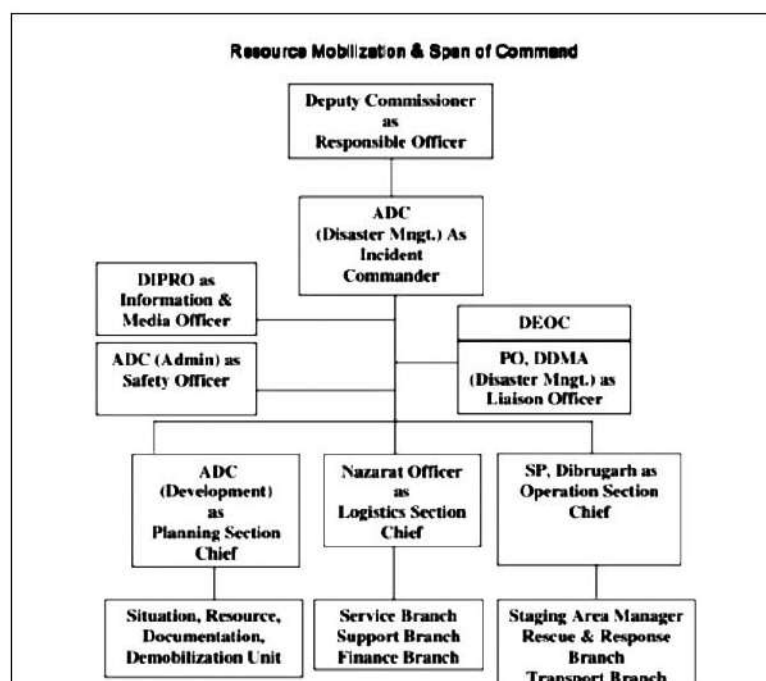 Resource Mobilization & Span of Command
Deputy Commissioner
as
Responsible Officer
ADC
(Disaster Mngt.) As
Incident
Commander
DIPRO as
Information &
Media Officer
DEOC
ADC (Admin) as
Safety Officer
PO, DDMA
(Disaster Mngt.) as
Liaison Officer
ADC
(Development)
as
Planning Section
Chief
Nazarat Officer
as
Logistics Section
Chief
SP, Dibrugarh as
Operation Section
Chief
Situation, Resource,
Documentation,
Demobilization Unit
Service Branch
Support Branch
Finance Branch
Staging Area Manager
Rescue & Response
Branch
Transport Branch